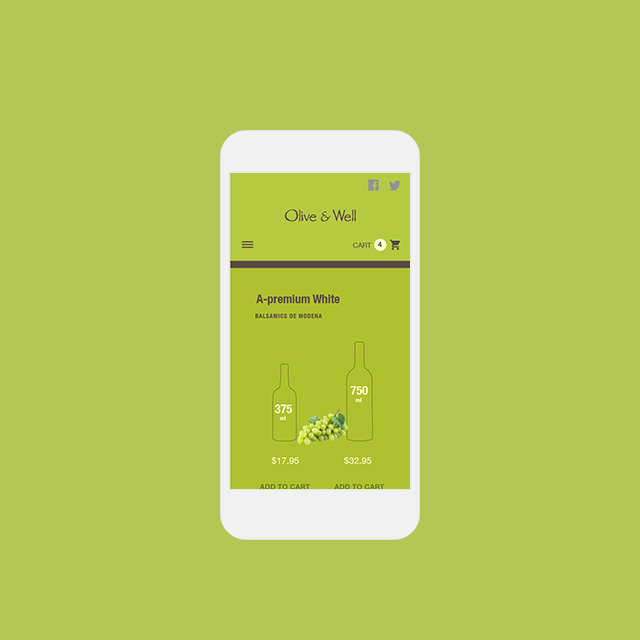 Olive & Well
CART 4
A-premium White
BALSAMICS DE MODENA
375
ml
750
ml
$17.95
$32.95
ADD TO CART
ADD TO CART